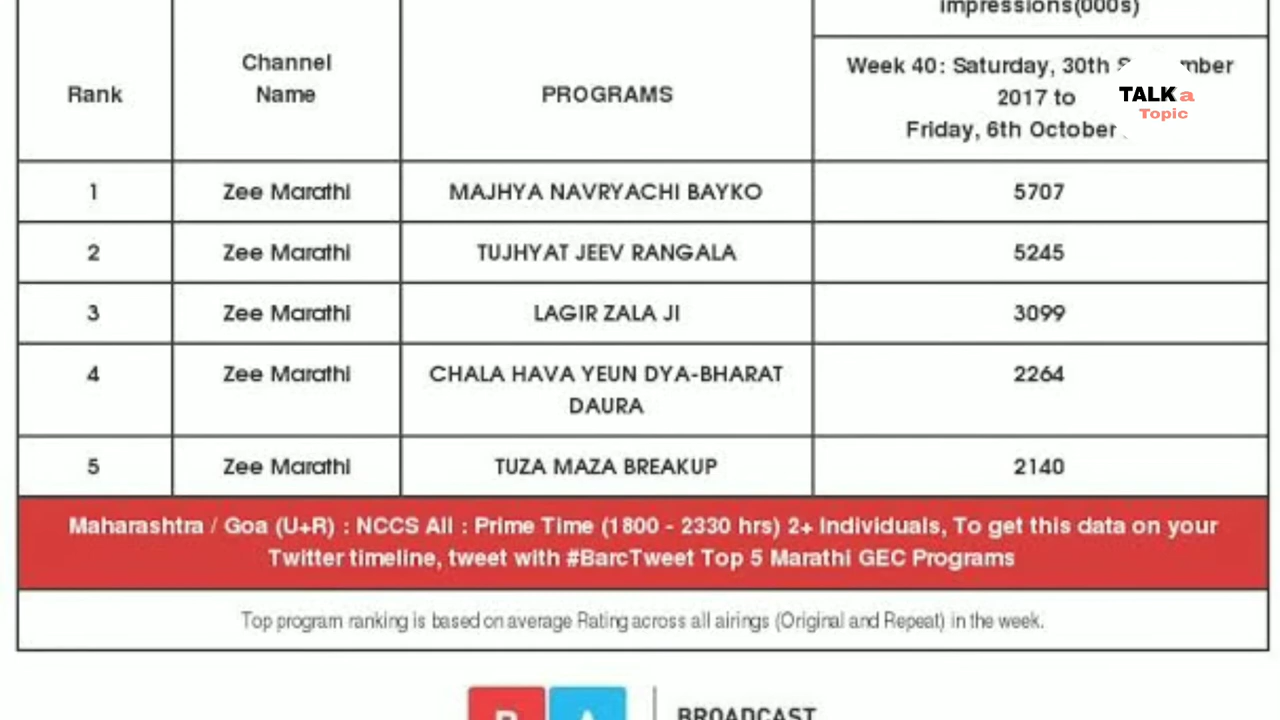 Impressions(000's)
Rank
Channel
Name
PROGRAMS
Week 40: Saturday, 30th
2017 to
Friday, 6th October
TALK a
Topic
1 Zee Marathi MAJHYA NAVRYACHI BAYKO 5707
2 Zee Marathi TUJHYAT JEEV RANGALA 5245
3 Zee Marathi LAGIR ZALA JI 3099
4 Zee Marathi CHALA HAVA YEUN DYA-BHARAT 2264
DAURA
5 Zee Marathi TUZA MAZA BREAKUP 2140
Maharashtra / Goa (U+R) : NCCS All : Prime Time (1800 - 2330 hrs) 2+ Individuals, To get this data on your
Twitter timeline, tweet with #BarcTweet Top 5 Marathi GEC Programs
Top program ranking is based on average Rating across all airings (Original and Repeat) in the week.
BROADCAST